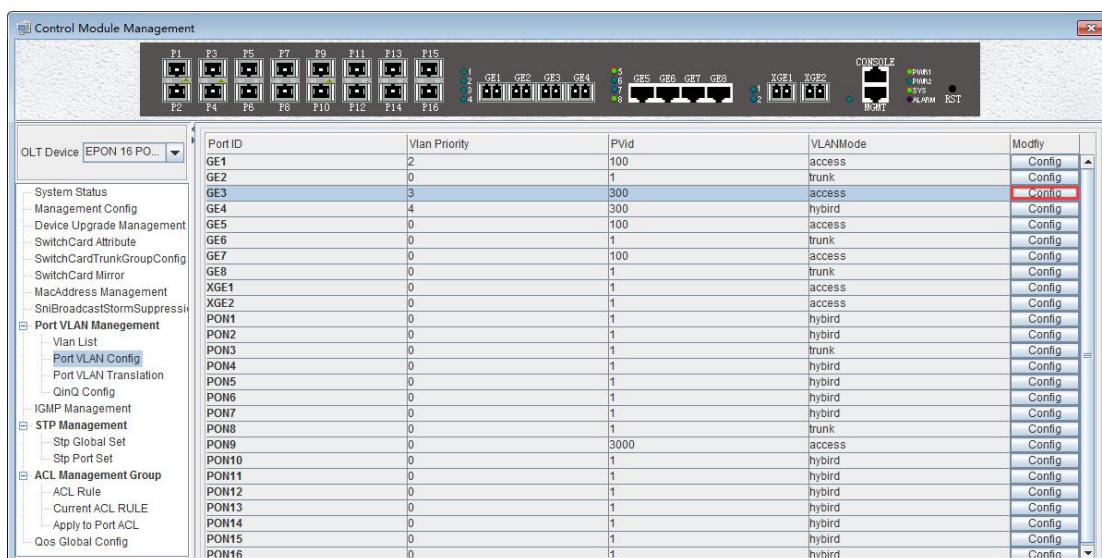 Control Module Management
P1 P3 P5 P7 P9 P11 P13 P15
P2 P4 P6 P8 P10 P12 P14 P16
1 2 3 4 GE1 GE2 GE3 GE4
5 6 7 8 GE5 GE6 GE7 GE8
1 2 XGE1 XGE2
CONSOLE
MGMT
PWR1
PWR2
SYS
ALARM RST
OLT Device EPON 16 PO...
System Status
Management Config
Device Upgrade Management
SwitchCard Attribute
SwitchCardTrunkGroupConfig
SwitchCard Mirror
MacAddress Management
SniBroadcastStormSuppressi
Port VLAN Manegement
Vlan List
Port VLAN Config
Port VLAN Translation
QinQ Config
IGMP Management
STP Management
Stp Global Set
Stp Port Set
ACL Management Group
ACL Rule
Current ACL RULE
Apply to Port ACL
Qos Global Config
Port ID Vlan Priority PVid VLANMode Modfiy
GE1 2 100 access Config
GE2 0 1 trunk Config
GE3 3 300 access Config
GE4 4 300 hybird Config
GE5 0 100 access Config
GE6 0 1 trunk Config
GE7 0 100 access Config
GE8 0 1 trunk Config
XGE1 0 1 access Config
XGE2 0 1 access Config
PON1 0 1 hybird Config
PON2 0 1 hybird Config
PON3 0 1 trunk Config
PON4 0 1 hybird Config
PON5 0 1 hybird Config
PON6 0 1 hybird Config
PON7 0 1 hybird Config
PON8 0 1 trunk Config
PON9 0 3000 access Config
PON10 0 1 hybird Config
PON11 0 1 hybird Config
PON12 0 1 hybird Config
PON13 0 1 hybird Config
PON14 0 1 hybird Config
PON15 0 1 hybird Config
PON16 0 1 hybird Config